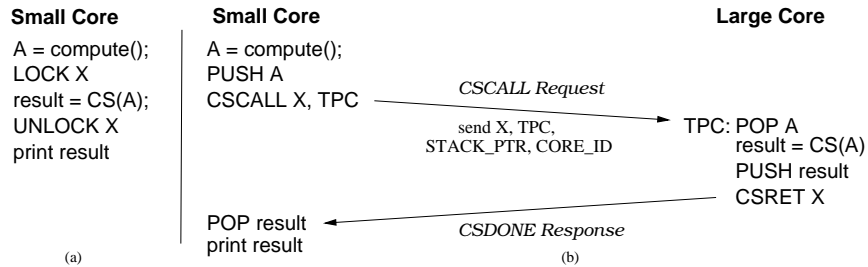 Small Core
A = compute();
LOCK X
result = CS(A);
UNLOCK X
print result
(a)
Small Core
A = compute();
PUSH A
CSCALL X, TPC
POP result
print result
CSCALL Request
send X, TPC,
STACK_PTR, CORE_ID
CSDONE Response
(b)
Large Core
TPC: POP A
result = CS(A)
PUSH result
CSRET X